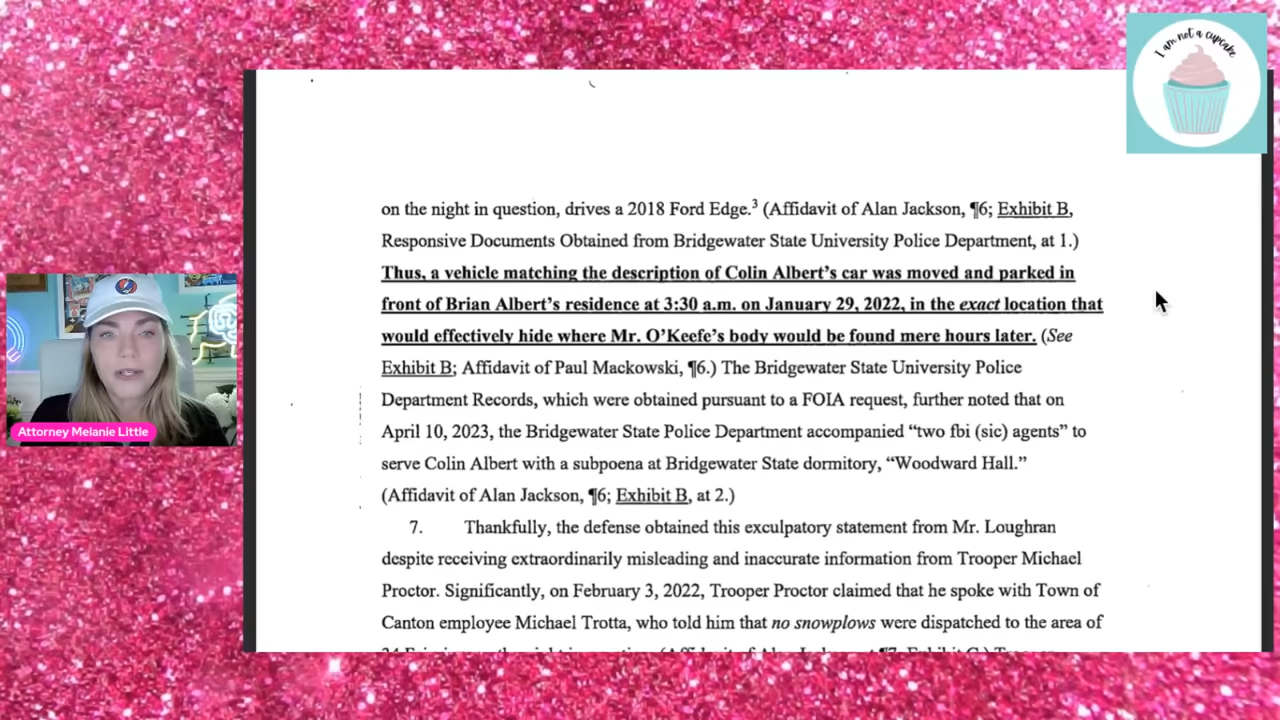 I am not a cupcake
on the night in question, drives a 2018 Ford Edge.3 (Affidavit of Alan Jackson, ¶6; Exhibit B,
Responsive Documents Obtained from Bridgewater State University Police Department, at 1.)
Thus, a vehicle matching the description of Colin Albert's car was moved and parked in
front of Brian Albert's residence at 3:30 a.m. on January 29, 2022, in the exact location that
would effectively hide where Mr. O'Keefe's body would be found mere hours later. (See
Exhibit B; Affidavit of Paul Mackowski, ¶6.) The Bridgewater State University Police
Department Records, which were obtained pursuant to a FOIA request, further noted that on
April 10, 2023, the Bridgewater State Police Department accompanied “two fbi (sic) agents” to
serve Colin Albert with a subpoena at Bridgewater State dormitory, “Woodward Hall.”
(Affidavit of Alan Jackson, ¶6; Exhibit B, at 2.)
7. Thankfully, the defense obtained this exculpatory statement from Mr. Loughran
despite receiving extraordinarily misleading and inaccurate information from Trooper Michael
Proctor. Significantly, on February 3, 2022, Trooper Proctor claimed that he spoke with Town of
Canton employee Michael Trotta, who told him that no snowplows were dispatched to the area of
Attorney Melanie Little